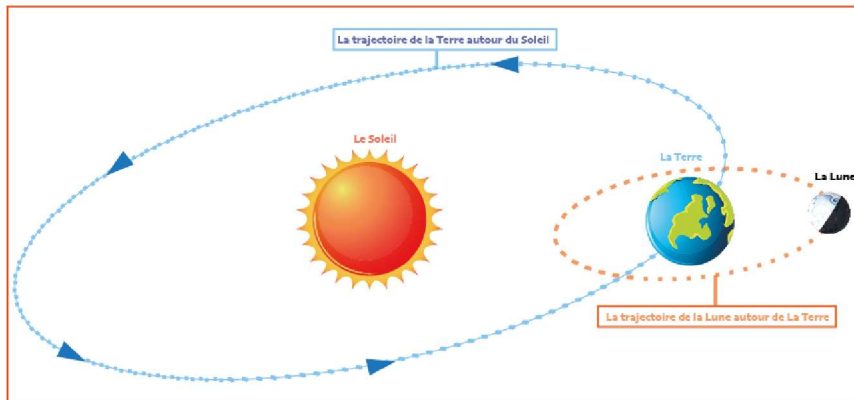 La trajectoire de la Terre autour du Soleil
Le Soleil
La Terre
La Lune
La trajectoire de la Lune autour de La Terre